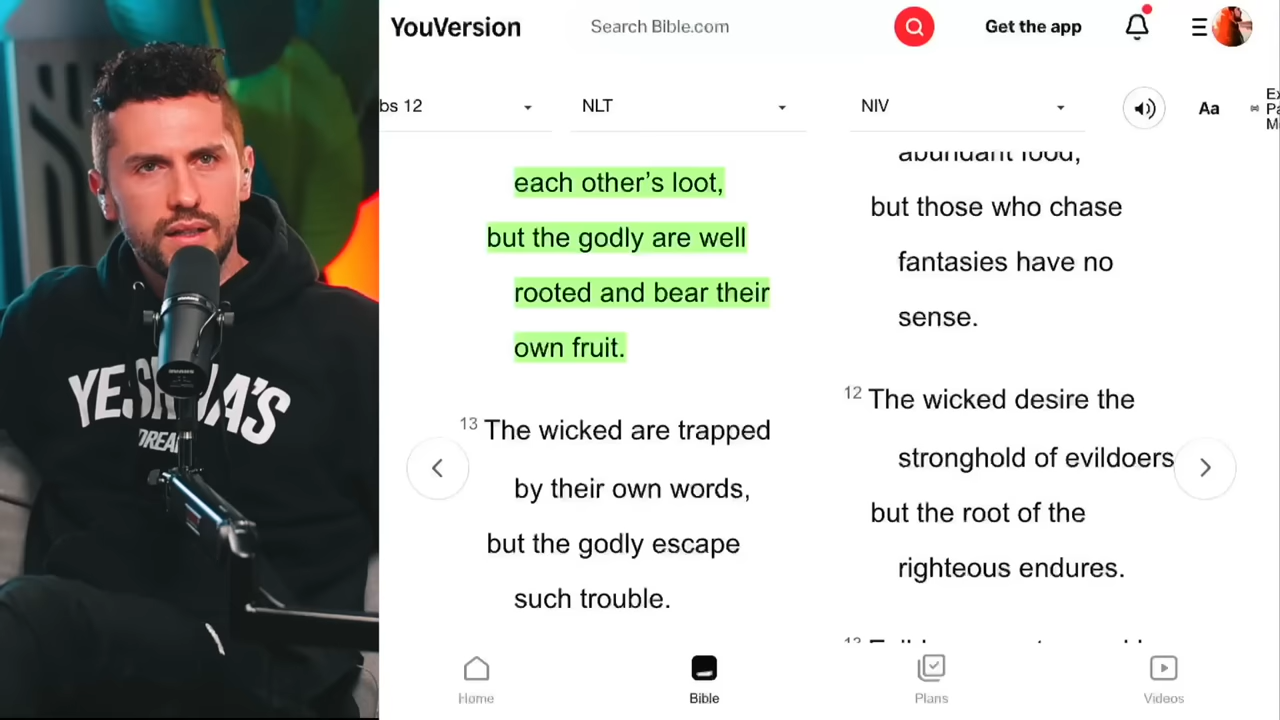 YouVersion
Search Bible.com
Get the app
bs 12
NLT
NIV
Aa
each other's loot,
but the godly are well
rooted and bear their
own fruit.
13 The wicked are trapped
by their own words,
but the godly escape
such trouble.
abundant food,
but those who chase
fantasies have no
sense.
12 The wicked desire the
stronghold of evildoers
but the root of the
righteous endures.
Home
Bible
Plans
Videos